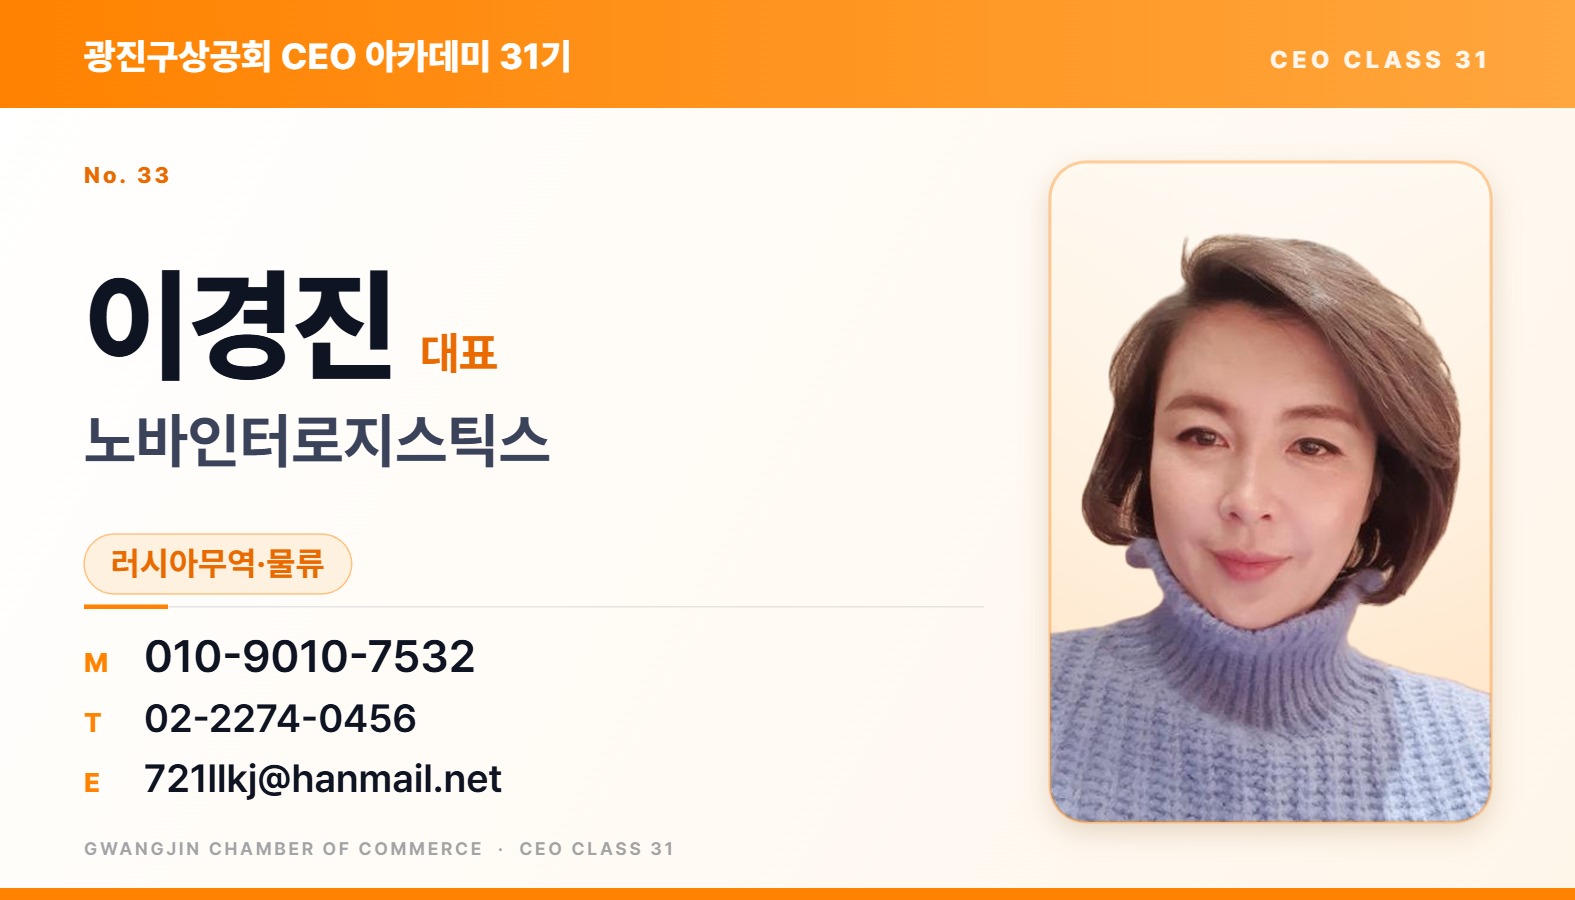 광진구상공회 CEO 아카데미 31기
CEO CLASS 31
No. 33
이경진 대표
노바인터로지스틱스
러시아무역·물류
M 010-9010-7532
T 02-2274-0456
E 721llkj@hanmail.net
GWANGJIN CHAMBER OF COMMERCE · CEO CLASS 31